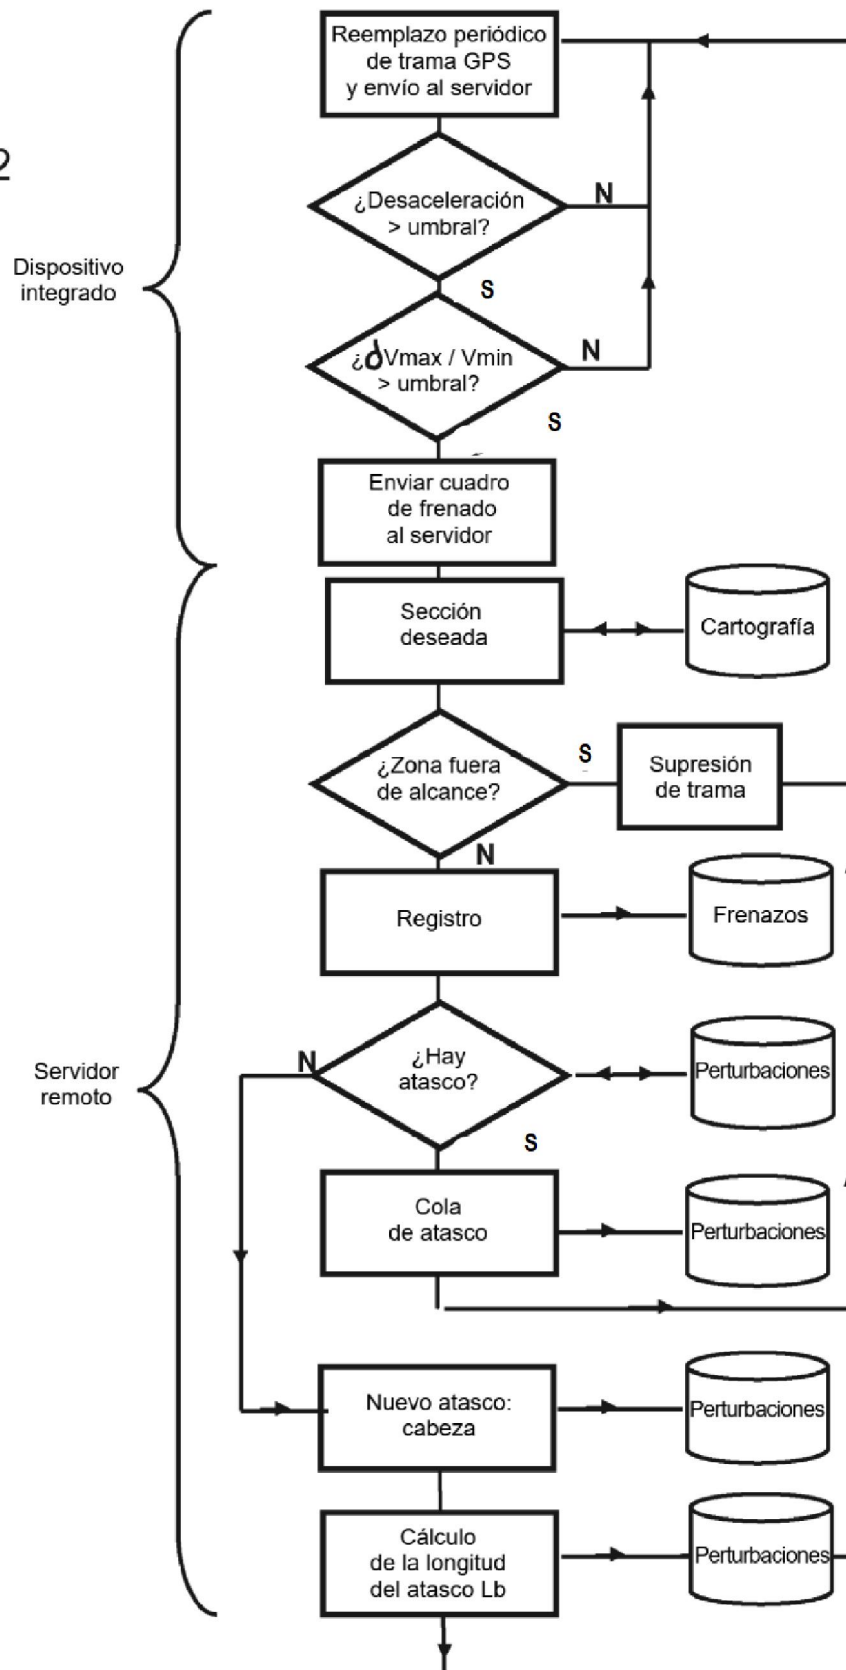 Reemplazo periódico
de trama GPS
y envío al servidor
2
¿Desaceleración
> umbral?
N
Dispositivo
integrado
S
¿dVmax / Vmin
> umbral?
N
S
Enviar cuadro
de frenado
al servidor
Sección
deseada
Cartografía
¿Zona fuera
de alcance?
S
Supresión
de trama
N
Registro
Frenazos
Servidor
remoto
N
¿Hay
atasco?
Perturbaciones
S
Cola
de atasco
Perturbaciones
Nuevo atasco:
cabeza
Perturbaciones
Cálculo
de la longitud
del atasco Lb
Perturbaciones